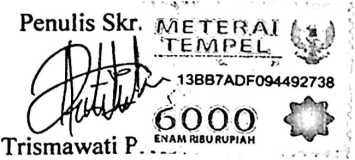 Penulis Skr.
METERAI
TEMPEL
13BB7ADF094492738
6000
ENAM RIBU RUPIAH
Trismawati P.....